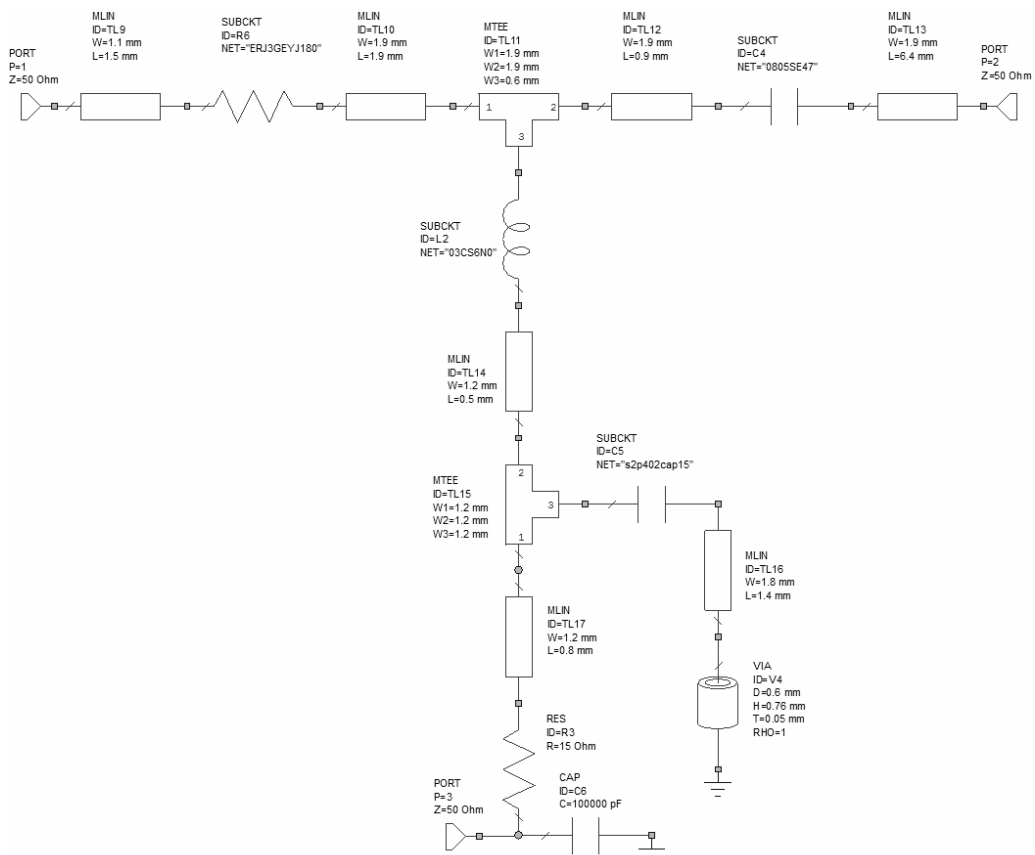 PORT
P=1
Z=50 Ohm
MLIN
ID=TL9
W=1.1 mm
L=1.5 mm
SUBCKT
ID=R6
NET="ERJ3GEYJ180"
MLIN
ID=TL10
W=1.9 mm
L=1.9 mm
MTEE
ID=TL11
W1=1.9 mm
W2=1.9 mm
W3=0.6 mm
1
2
3
MLIN
ID=TL12
W=1.9 mm
L=0.9 mm
SUBCKT
ID=C4
NET="0805SE47"
MLIN
ID=TL13
W=1.9 mm
L=6.4 mm
PORT
P=2
Z=50 Ohm
SUBCKT
ID=L2
NET="03CS6N0"
MLIN
ID=TL14
W=1.2 mm
L=0.5 mm
MTEE
ID=TL15
W1=1.2 mm
W2=1.2 mm
W3=1.2 mm
2
3
1
SUBCKT
ID=C5
NET="s2p402cap15"
MLIN
ID=TL16
W=1.8 mm
L=1.4 mm
MLIN
ID=TL17
W=1.2 mm
L=0.8 mm
VIA
ID=V4
D=0.6 mm
H=0.76 mm
T=0.05 mm
RHO=1
RES
ID=R3
R=15 Ohm
PORT
P=3
Z=50 Ohm
CAP
ID=C6
C=100000 pF